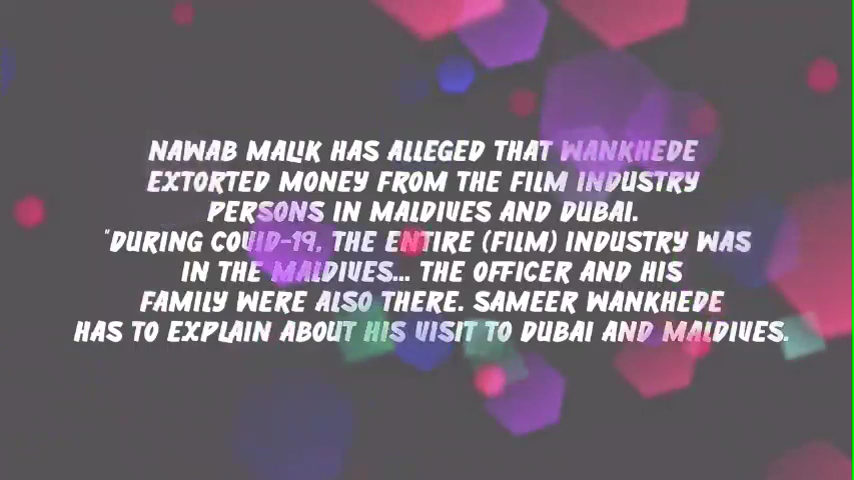 NAWAB MALIK HAS ALLEGED THAT WANKHEDE
EXTORTED MONEY FROM THE FILM INDUSTRY
PERSONS IN MALDIVES AND DUBAI.
"DURING COVID-19, THE ENTIRE (FILM) INDUSTRY WAS
IN THE MALDIVES... THE OFFICER AND HIS
FAMILY WERE ALSO THERE. SAMEER WANKHEDE
HAS TO EXPLAIN ABOUT HIS VISIT TO DUBAI AND MALDIVES.